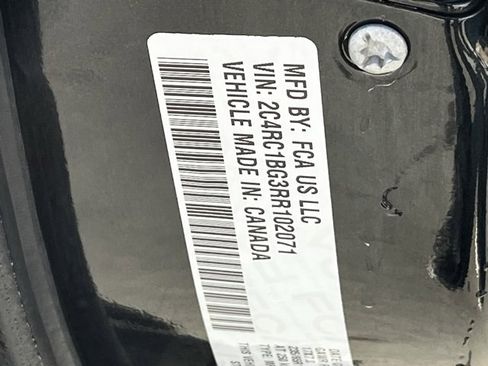 MFD BY: FCA US LLC
VIN: 2C4RC1BG3RR102071
VEHICLE MADE IN: CANADA